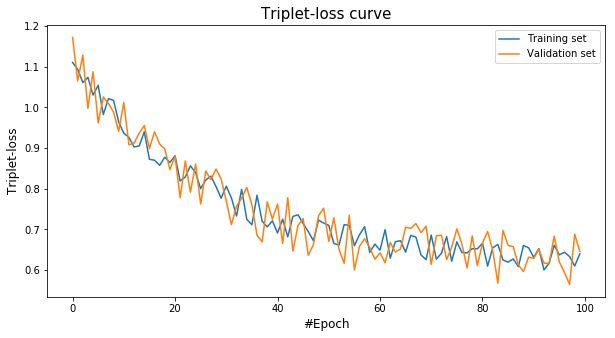 Triplet-loss curve
Training set
Validation set
1.2
1.1
1.0
0.9
0.8
0.7
0.6
Triplet-loss
0
20
40
60
80
100
#Epoch